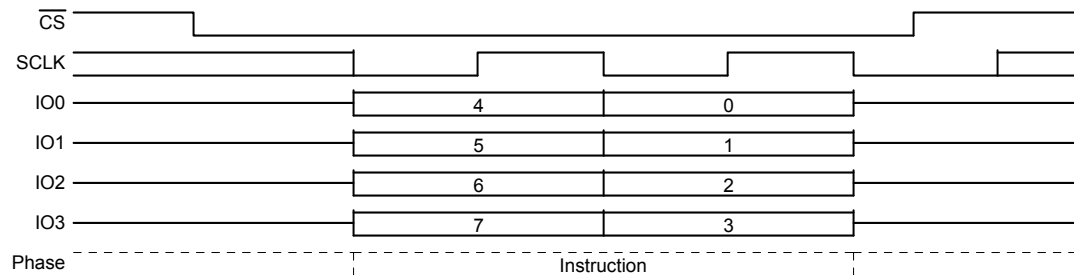 CS
SCLK
IO0 4 0
IO1 5 1
IO2 6 2
IO3 7 3
Phase Instruction